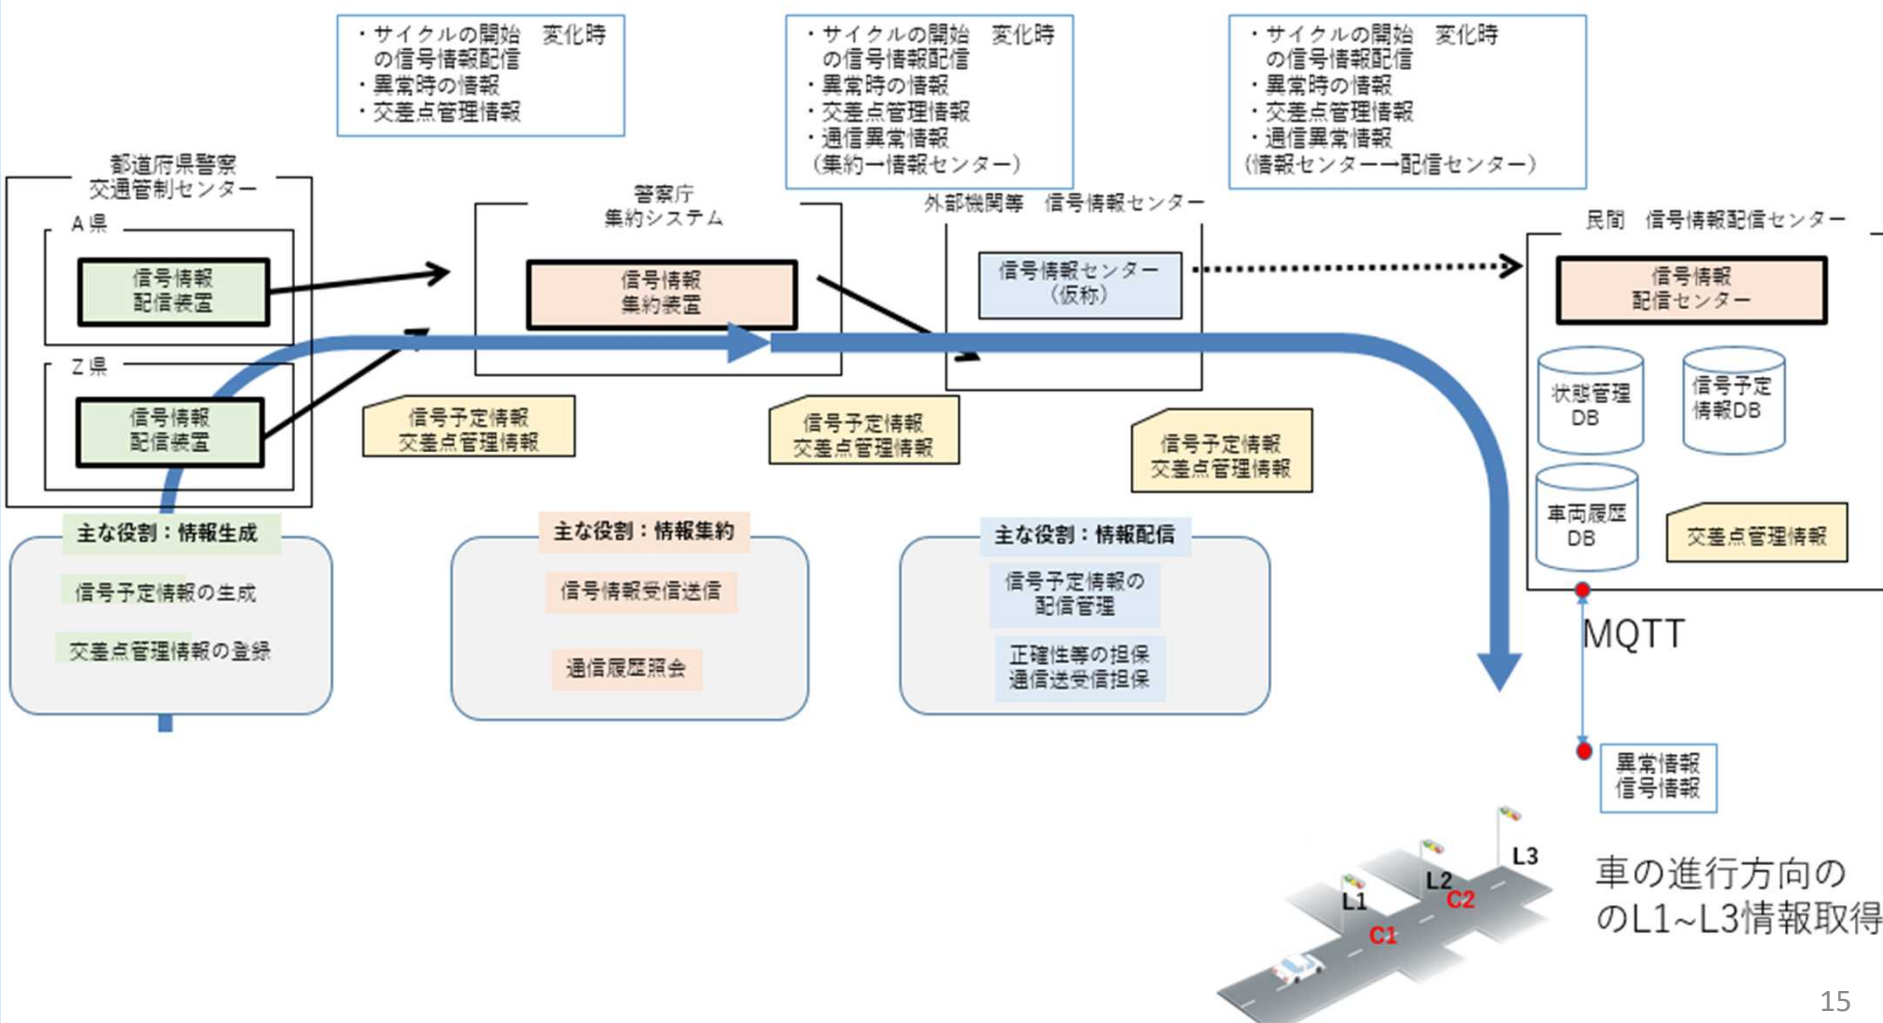 ・サイクルの開始　変化時
の信号情報配信
・異常時の情報
・交差点管理情報
・サイクルの開始　変化時
の信号情報配信
・異常時の情報
・交差点管理情報
・通信異常情報
（集約→情報センター）
・サイクルの開始　変化時
の信号情報配信
・異常時の情報
・交差点管理情報
・通信異常情報
(情報センター→配信センター）
都道府県警察
交通管制センター
A県
信号情報
配信装置
Z県
信号情報
配信装置
警察庁
集約システム
信号情報
集約装置
外部機関等　信号情報センター
信号情報センター
（仮称）
民間　信号情報配信センター
信号情報
配信センター
状態管理
DB
信号予定
情報DB
車両履歴
DB
交差点管理情報
信号予定情報
交差点管理情報
信号予定情報
交差点管理情報
信号予定情報
交差点管理情報
主な役割：情報生成
信号予定情報の生成
交差点管理情報の登録
主な役割：情報集約
信号情報受信送信
通信履歴照会
主な役割：情報配信
信号予定情報の
配信管理
正確性等の担保
通信送受信担保
MQTT
異常情報
信号情報
L1
L2
L3
C1
C2
車の進行方向の
のL1~L3情報取得
15